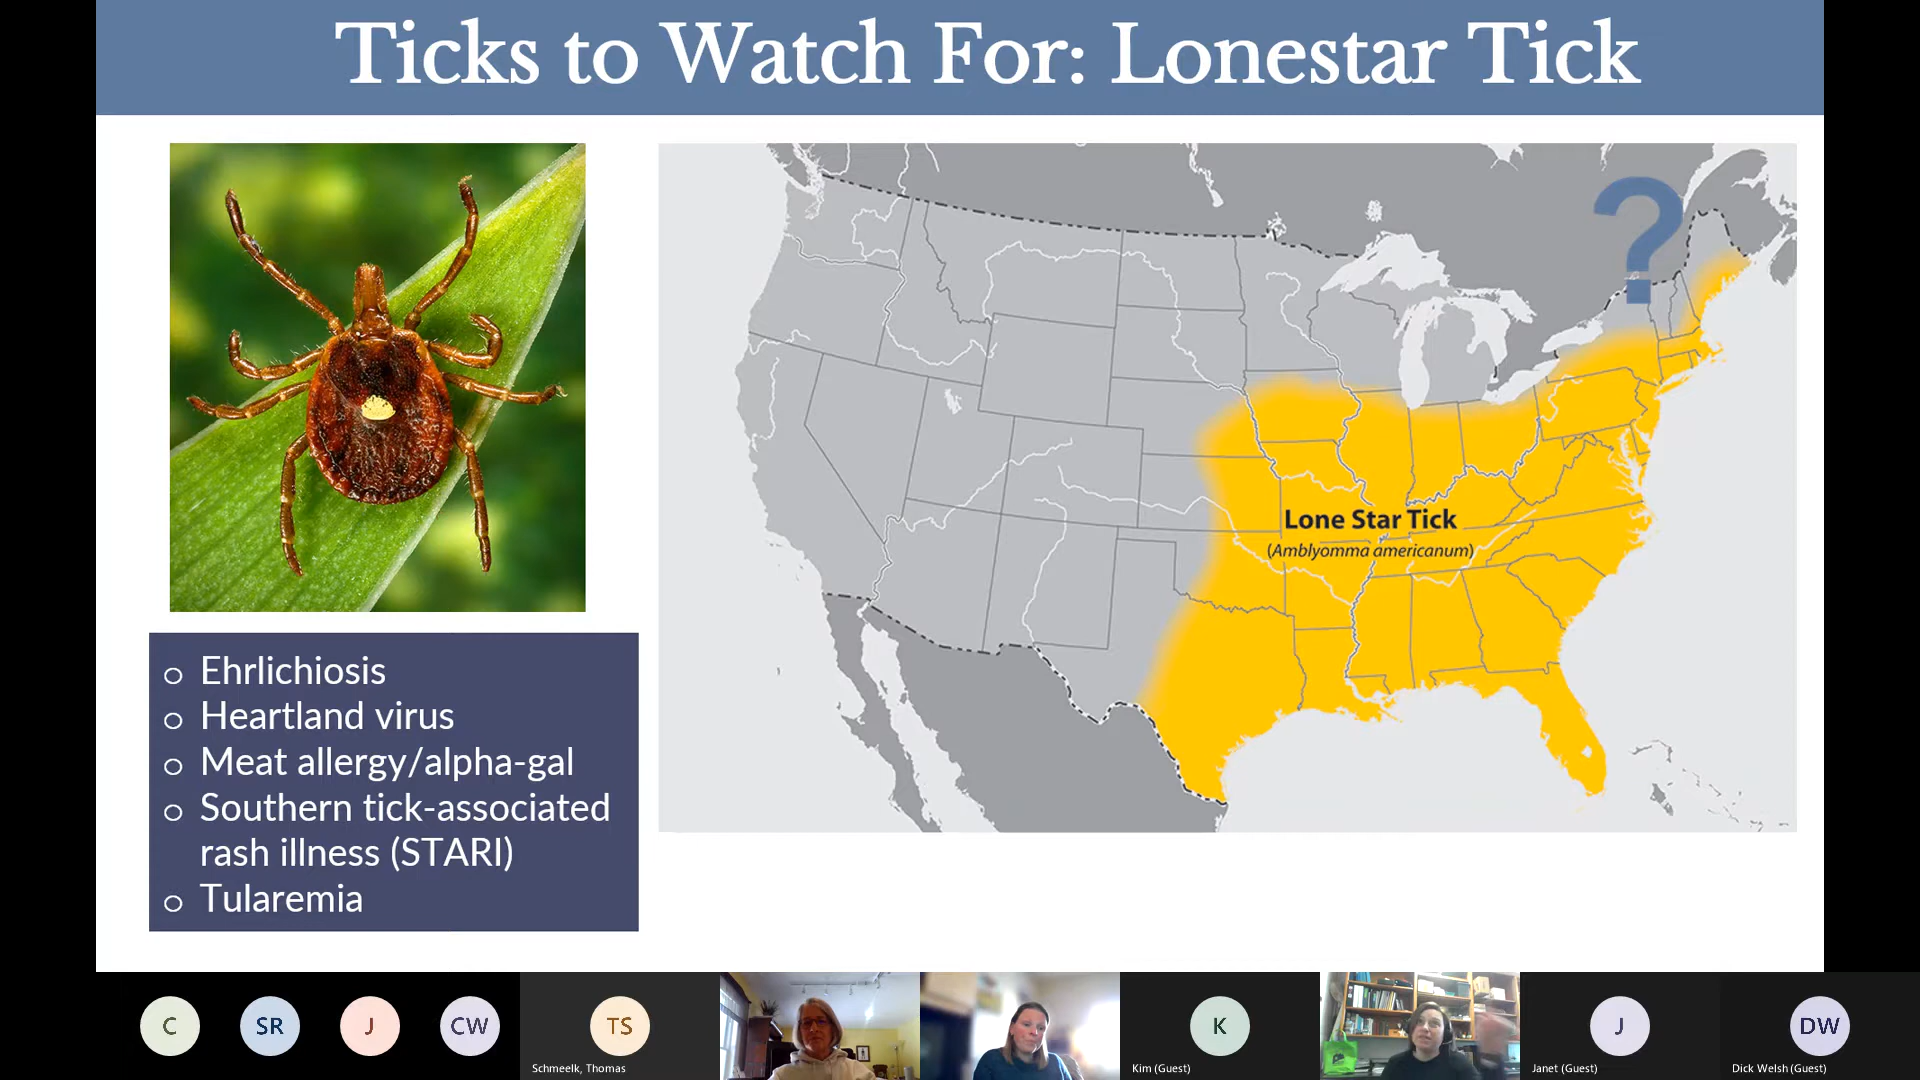 Ticks to Watch For: Lonestar Tick
?
Lone Star Tick
(Amblyomma americanum)
o Ehrlichiosis
o Heartland virus
o Meat allergy/alpha-gal
o Southern tick-associated
rash illness (STARI)
o Tularemia
C
SR
J
CW
TS
Schmeelk, Thomas
K
Kim (Guest)
J
Janet (Guest)
DW
Dick Welsh (Guest)